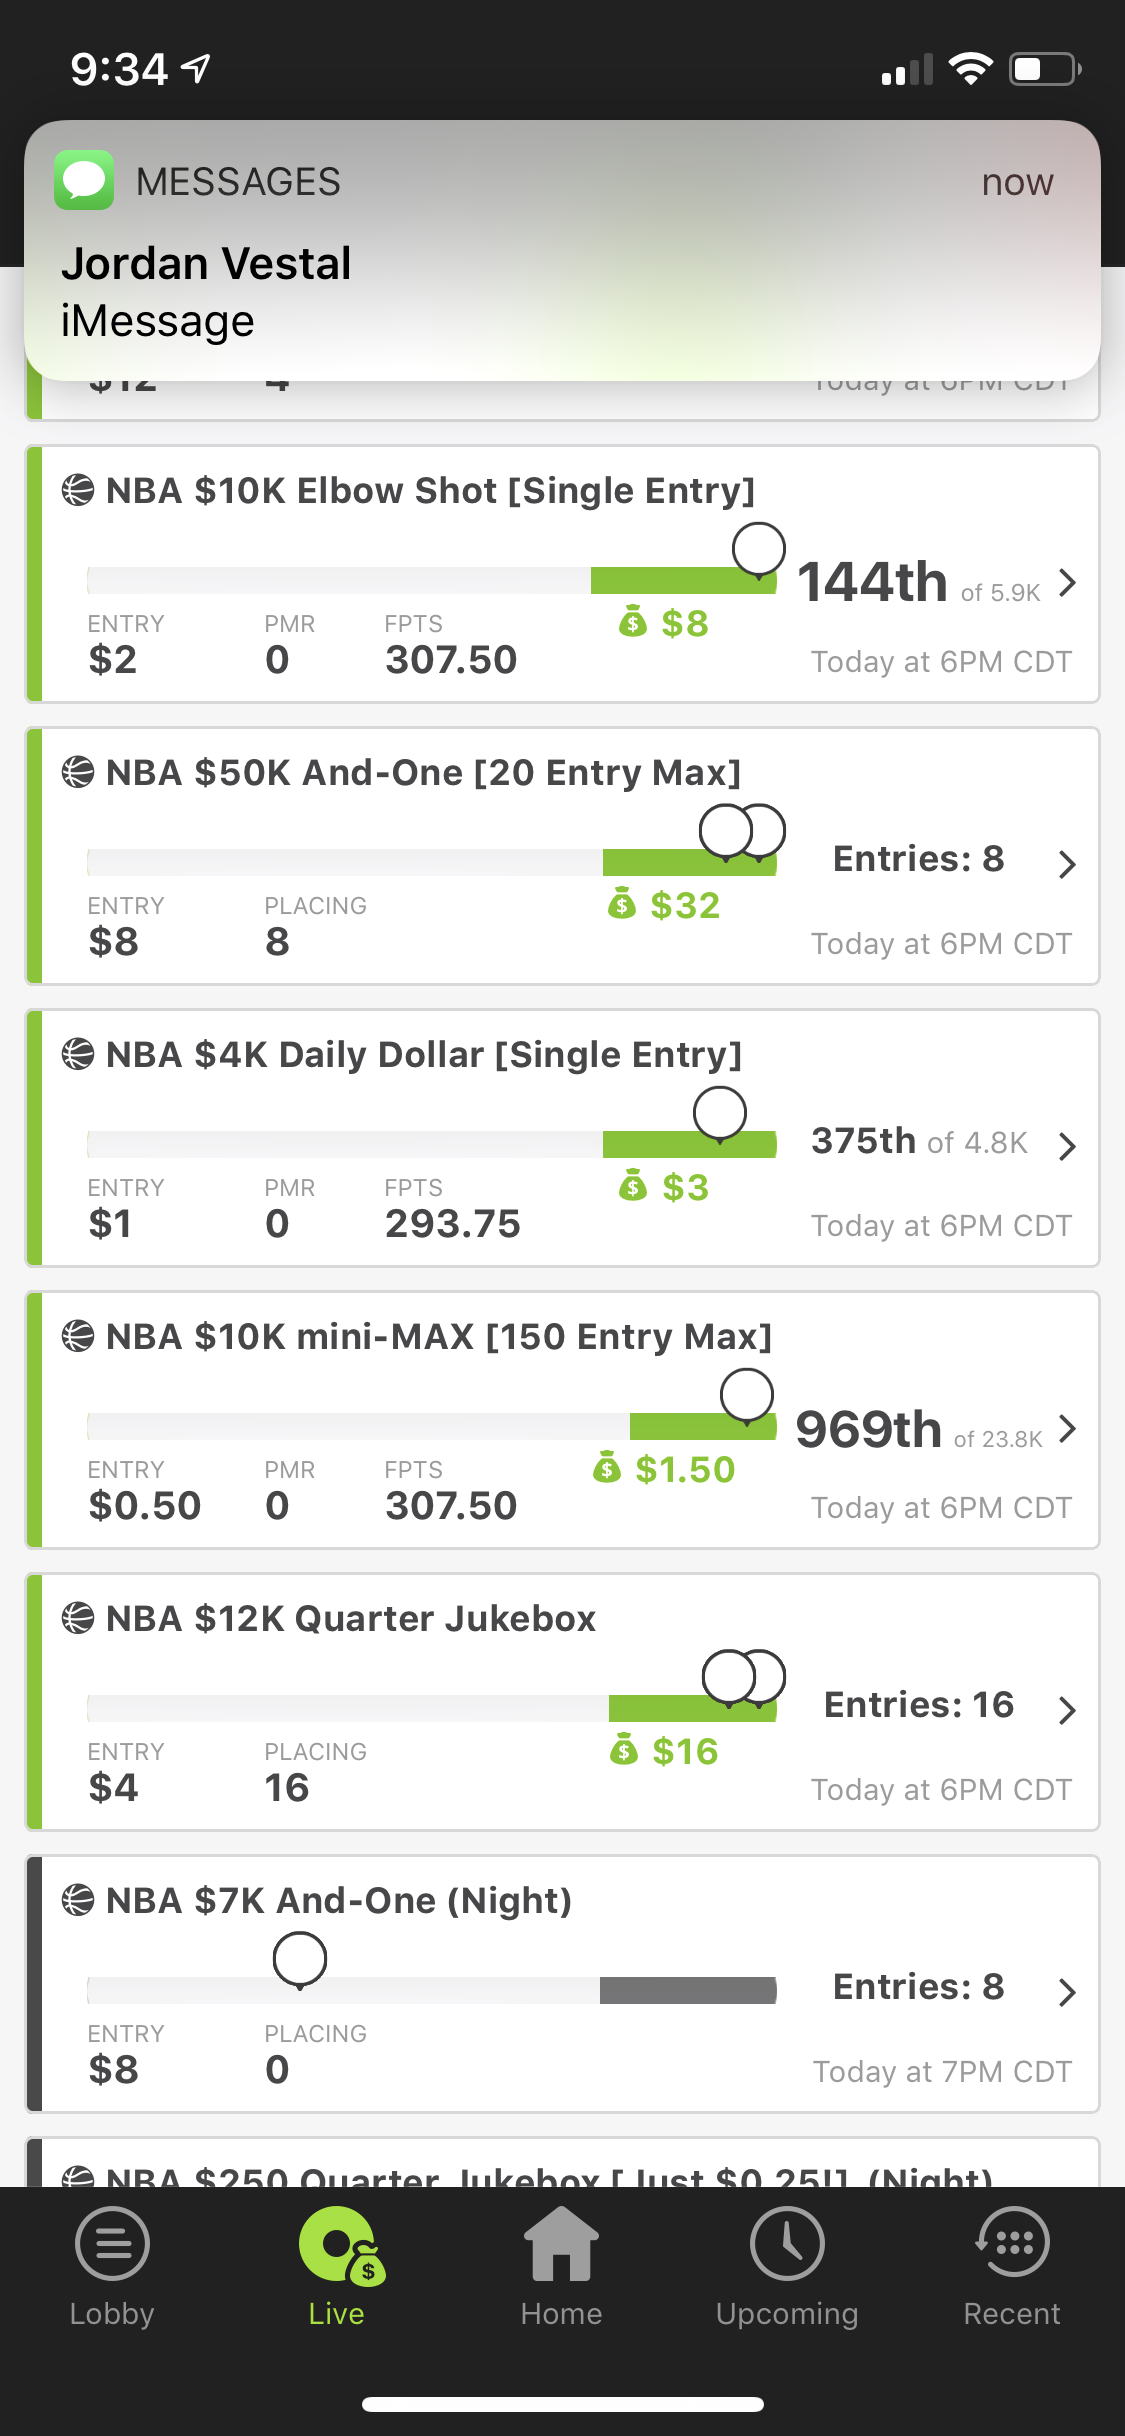 9:34
MESSAGES now
Jordan Vestal
iMessage
$12 4 Today at 6PM CDT
NBA $10K Elbow Shot [Single Entry]
144th of 5.9K
ENTRY PMR FPTS $8
$2 0 307.50 Today at 6PM CDT
NBA $50K And-One [20 Entry Max]
Entries: 8
ENTRY PLACING $32
$8 8 Today at 6PM CDT
NBA $4K Daily Dollar [Single Entry]
375th of 4.8K
ENTRY PMR FPTS $3
$1 0 293.75 Today at 6PM CDT
NBA $10K mini-MAX [150 Entry Max]
969th of 23.8K
ENTRY PMR FPTS $1.50
$0.50 0 307.50 Today at 6PM CDT
NBA $12K Quarter Jukebox
Entries: 16
ENTRY PLACING $16
$4 16 Today at 6PM CDT
NBA $7K And-One (Night)
Entries: 8
ENTRY PLACING
$8 0 Today at 7PM CDT
NBA $250 Quarter Jukebox [Just $0.25!] (Night)
Lobby Live Home Upcoming Recent